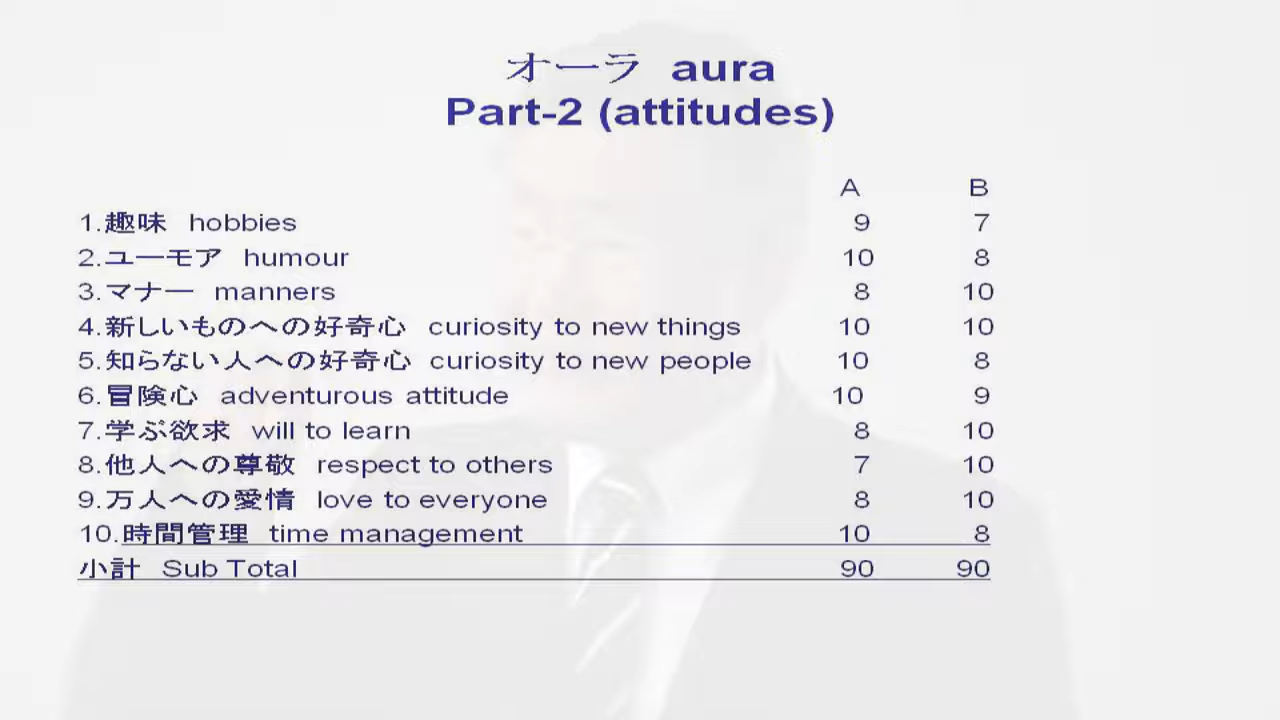 オーラ aura
Part-2 (attitudes)
A B
1.趣味 hobbies 9 7
2.ユーモア humour 10 8
3.マナー manners 8 10
4.新しいものへの好奇心 curiosity to new things 10 10
5.知らない人への好奇心 curiosity to new people 10 8
6.冒険心 adventurous attitude 10 9
7.学ぶ欲求 will to learn 8 10
8.他人への尊敬 respect to others 7 10
9.万人への愛情 love to everyone 8 10
10.時間管理 time management 10 8
小計 Sub Total 90 90